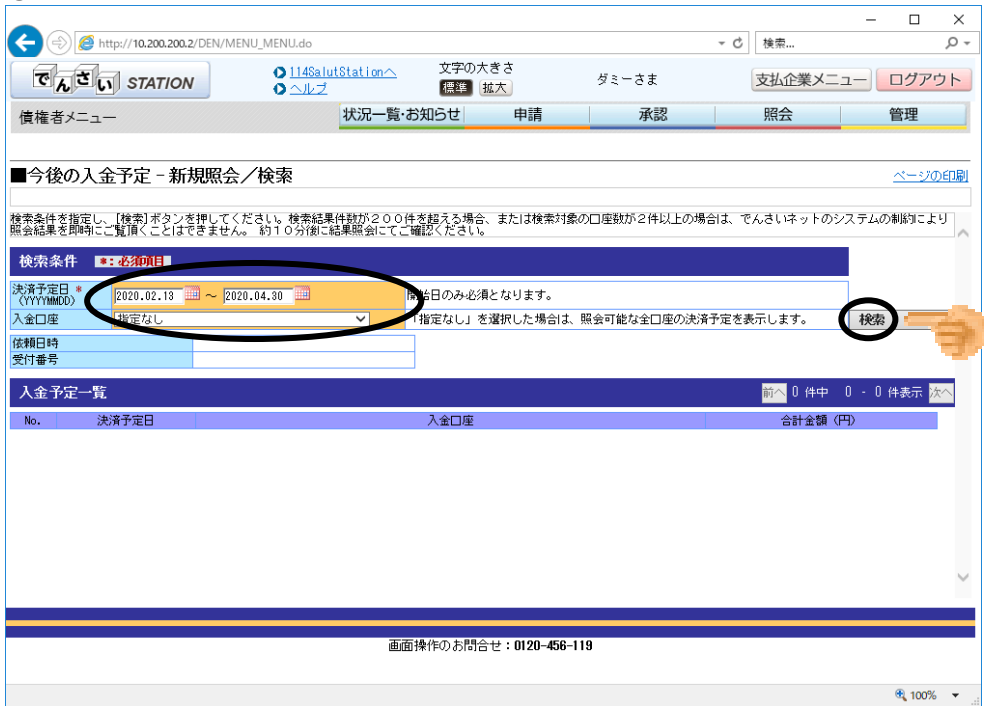 http://10.200.200.2/DEN/MENU_MENU.do
検索...
でんさい STATION
114SalutStationへ
ヘルプ
文字の大きさ
標準 拡大
ダミーさま
支払企業メニュー ログアウト
債権者メニュー 状況一覧・お知らせ 申請 承認 照会 管理
■今後の入金予定－新規照会／検索 ページの印刷
検索条件を指定し、[検索]ボタンを押してください。検索結果件数が２００件を超える場合、または検索対象の口座数が２件以上の場合は、でんさいネットのシステムの制約により
照会結果を即時にご覧頂くことはできません。 約１０分後に結果照会にてご確認ください。
検索条件 *：必須項目
決済予定日 *
(YYYYMMDD)
2020.02.13 ～ 2020.04.30 開始日のみ必須となります。
入金口座 指定なし 「指定なし」を選択した場合は、照会可能な全口座の決済予定を表示します。 検索
依頼日時
受付番号
入金予定一覧 前へ 0 件中 0 - 0 件表示 次へ
No. 決済予定日 入金口座 合計金額（円）
画面操作のお問合せ：0120-456-119
100%